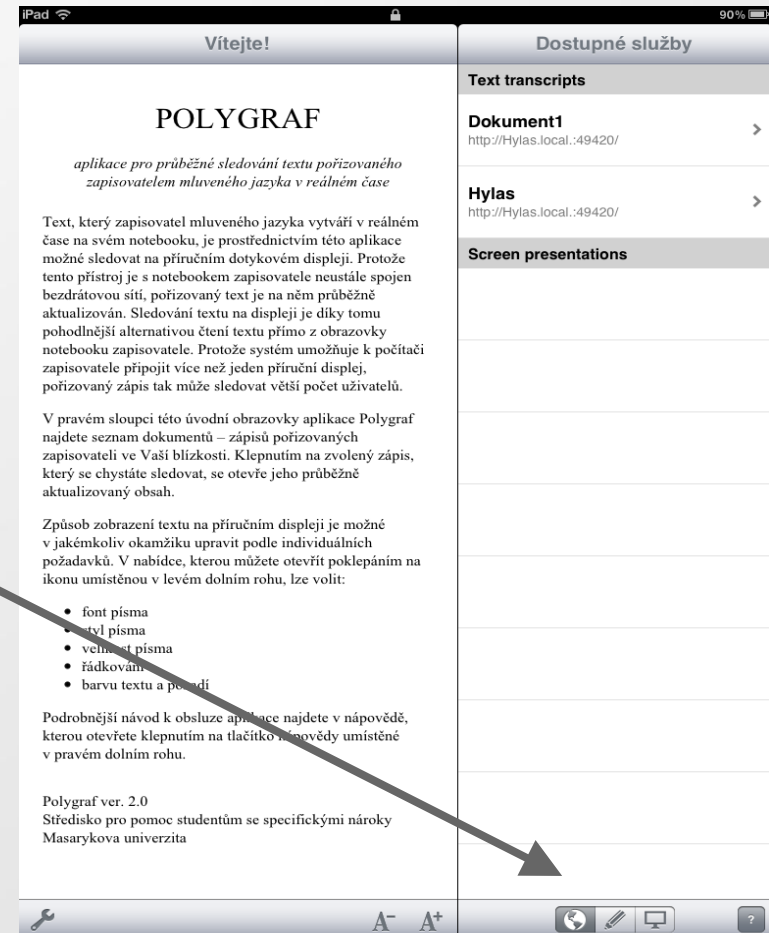 iPad
90%
Vítejte!
POLYGRAF
aplikace pro průběžné sledování textu pořizovaného
zapisovatelem mluveného jazyka v reálném čase
Text, který zapisovatel mluveného jazyka vytváří v reálném
čase na svém notebooku, je prostřednictvím této aplikace
možné sledovat na příručním dotykovém displeji. Protože
tento přístroj je s notebookem zapisovatele neustále spojen
bezdrátovou sítí, pořizovaný text je na něm průběžně
aktualizován. Sledování textu na displeji je díky tomu
pohodlnější alternativou čtení textu přímo z obrazovky
notebooku zapisovatele. Protože systém umožňuje k počítači
zapisovatele připojit více než jeden příruční displej,
pořizovaný zápis tak může sledovat větší počet uživatelů.
V pravém sloupci této úvodní obrazovky aplikace Polygraf
najdete seznam dokumentů – zápisů pořizovaných
zapisovateli ve Vaší blízkosti. Klepnutím na zvolený zápis,
který se chystáte sledovat, se otevře jeho průběžně
aktualizovaný obsah.
Způsob zobrazení textu na příručním displeji je možné
v jakémkoliv okamžiku upravit podle individuálních
požadavků. V nabídce, kterou můžete otevřít poklepáním na
ikonu umístěnou v levém dolním rohu, lze volit:
• font písma
• styl písma
• velikost písma
• řádkování
• barvu textu a pozadí
Podrobnější návod k obsluze aplikace najdete v nápovědě,
kterou otevřete klepnutím na tlačítko nápovědy umístěné
v pravém dolním rohu.
Polygraf ver. 2.0
Středisko pro pomoc studentům se specifickými nároky
Masarykova univerzita
A- A+
Dostupné služby
Text transcripts
Dokument1
http://Hylas.local.:49420/
Hylas
http://Hylas.local.:49420/
Screen presentations
?